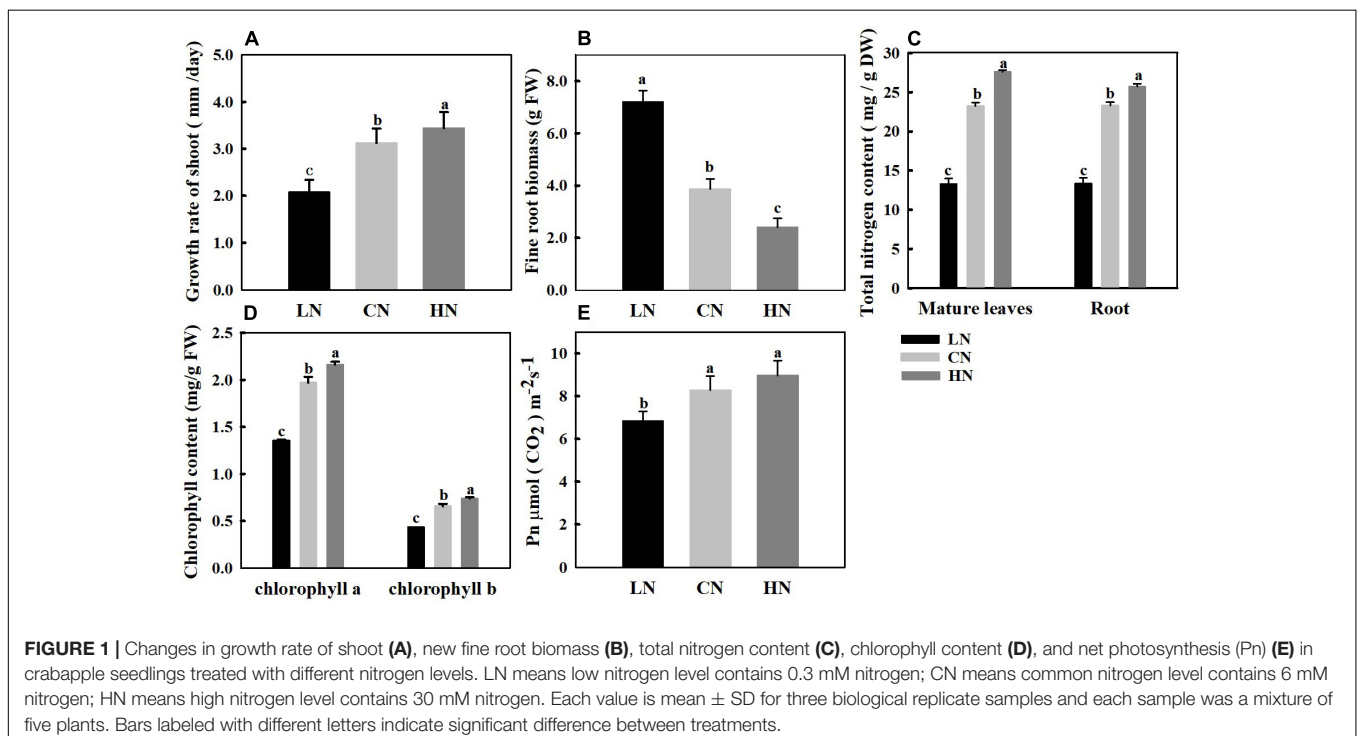 A
Growth rate of shoot ( mm /day)
5.0
4.0
3.0
2.0
1.0
0.0
c
b
a
LN CN HN
B
Fine root biomass (g FW)
8.0
6.0
4.0
2.0
0.0
a
b
c
LN CN HN
C
Total nitrogen content ( mg / g DW)
30
25
20
15
10
5
0
c
b
a
c
b
a
Mature leaves Root
LN
CN
HN
D
Chlorophyll content (mg/g FW)
2.5
2.0
1.5
1.0
0.5
0.0
c
b
a
c
b
a
chlorophyll a chlorophyll b
E
Pn μmol ( CO₂ ) m⁻²s⁻¹
10
8
6
4
2
0
b
a
a
LN CN HN
FIGURE 1 | Changes in growth rate of shoot (A), new fine root biomass (B), total nitrogen content (C), chlorophyll content (D), and net photosynthesis (Pn) (E) in
crabapple seedlings treated with different nitrogen levels. LN means low nitrogen level contains 0.3 mM nitrogen; CN means common nitrogen level contains 6 mM
nitrogen; HN means high nitrogen level contains 30 mM nitrogen. Each value is mean ± SD for three biological replicate samples and each sample was a mixture of
five plants. Bars labeled with different letters indicate significant difference between treatments.